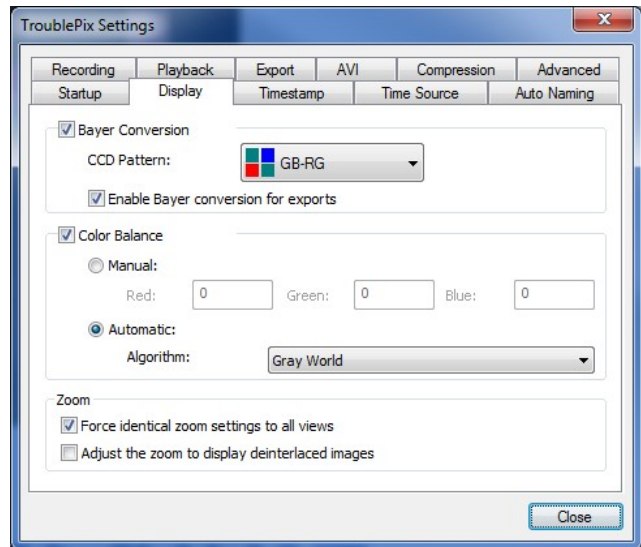 TroublePix Settings
Recording Playback Export AVI Compression Advanced
Startup Display Timestamp Time Source Auto Naming
Bayer Conversion
CCD Pattern: GB-RG
Enable Bayer conversion for exports
Color Balance
Manual:
Red: 0 Green: 0 Blue: 0
Automatic:
Algorithm: Gray World
Zoom
Force identical zoom settings to all views
Adjust the zoom to display deinterlaced images
Close